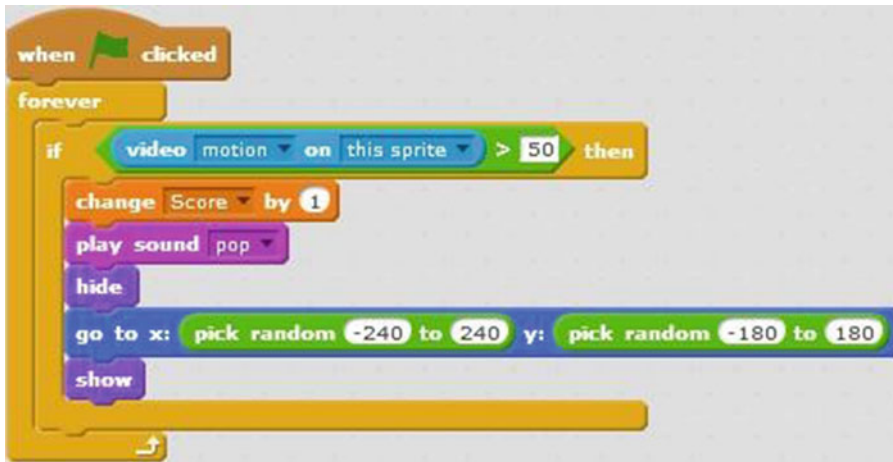 when clicked
forever
if video motion on this sprite > 50 then
change Score by 1
play sound pop
hide
go to x: pick random -240 to 240 y: pick random -180 to 180
show